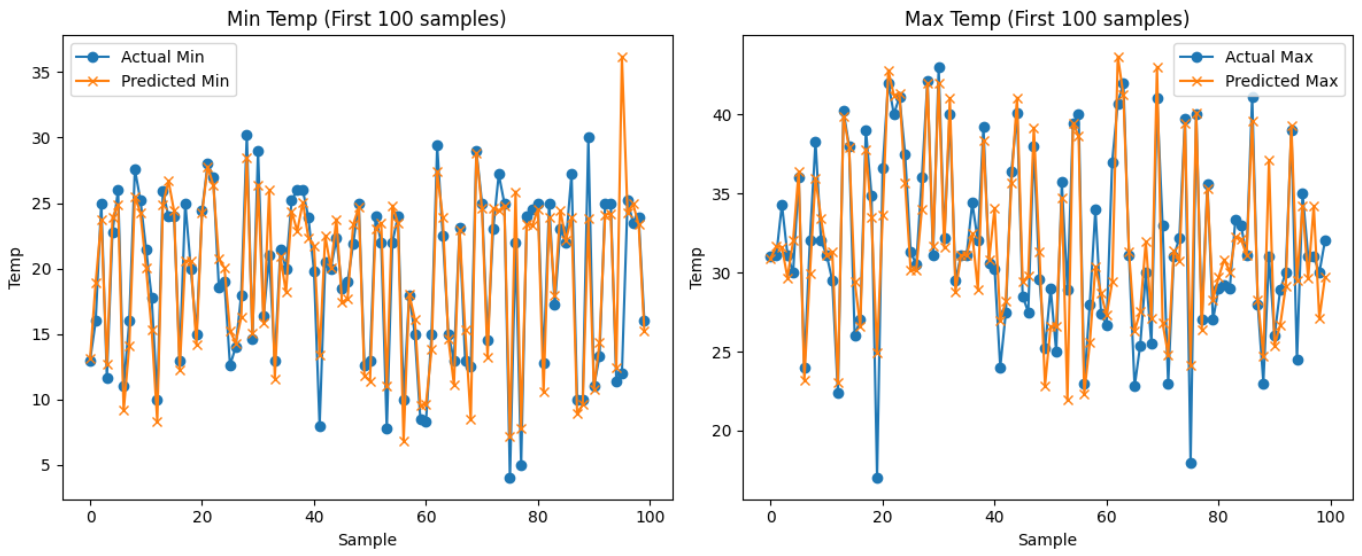 Min Temp (First 100 samples)
Actual Min
Predicted Min
Temp
35
30
25
20
15
10
5
0
20
40
60
80
100
Sample
Max Temp (First 100 samples)
Actual Max
Predicted Max
Temp
40
35
30
25
20
0
20
40
60
80
100
Sample